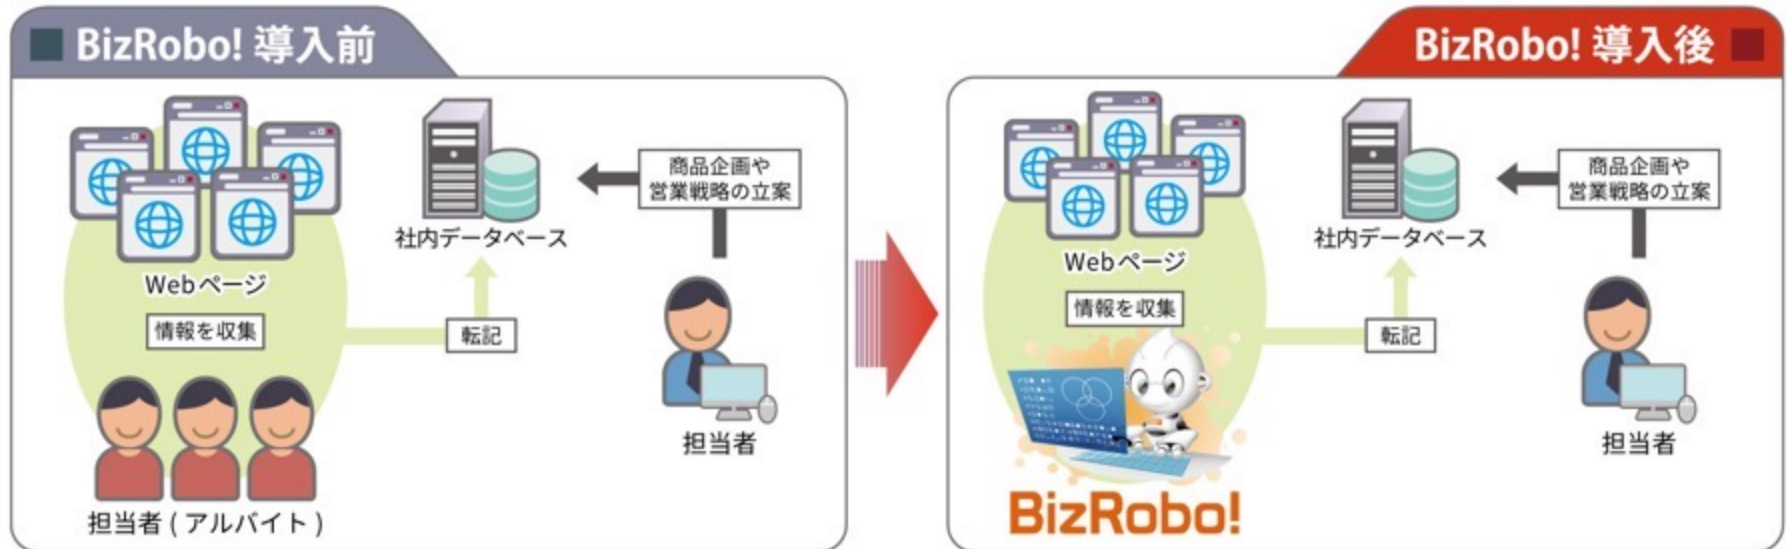 BizRobo! 導入前
商品企画や
営業戦略の立案
社内データベース
Webページ
情報を収集
転記
担当者
担当者 ( アルバイト )
BizRobo! 導入後
商品企画や
営業戦略の立案
社内データベース
Webページ
情報を収集
転記
担当者
BizRobo!